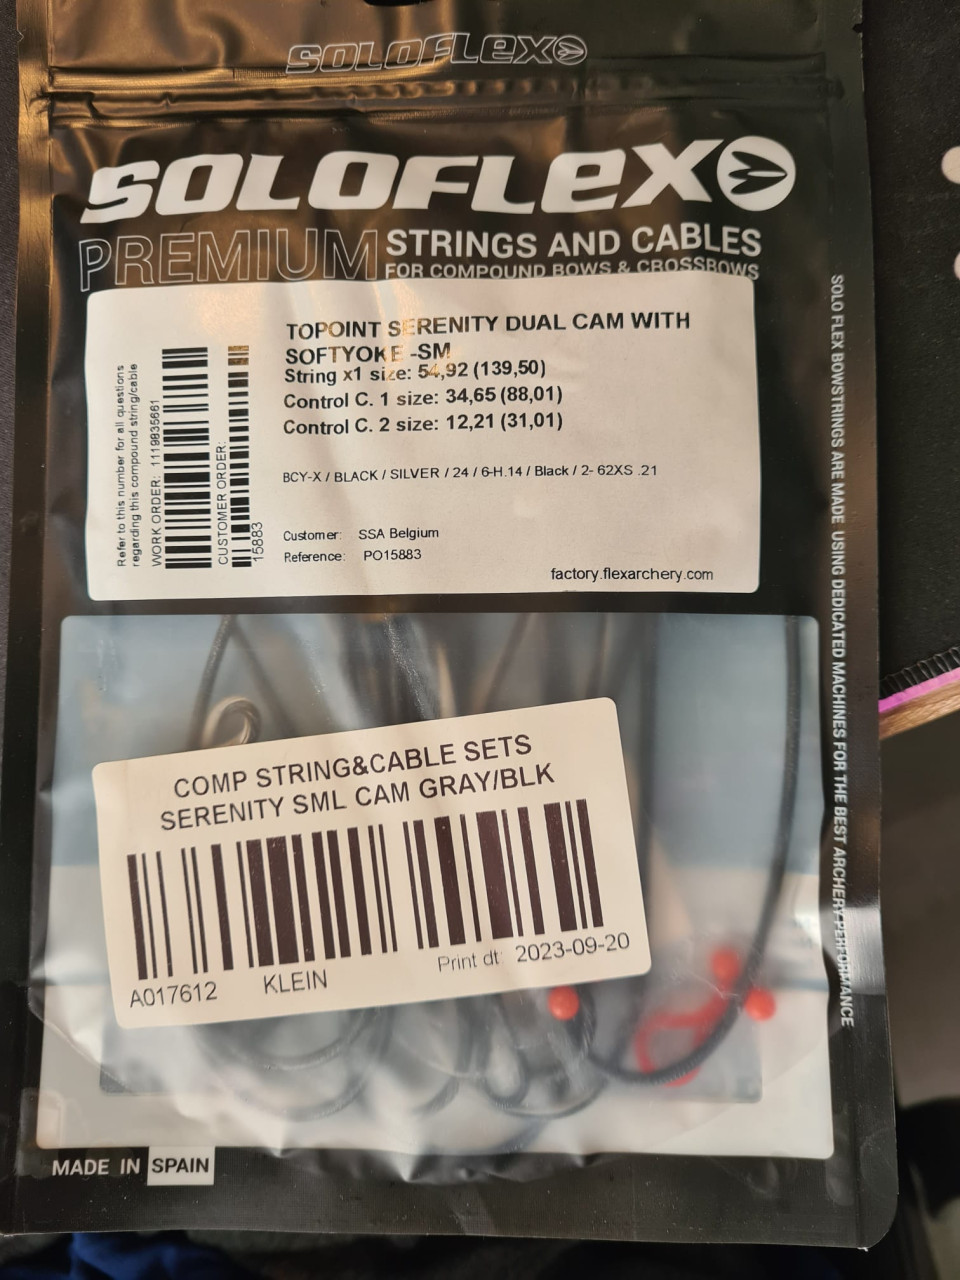 SOLOFLEX
SOLOFLEX
PREMIUM STRINGS AND CABLES
FOR COMPOUND BOWS & CROSSBOWS
TOPOINT SERENITY DUAL CAM WITH
SOFTYOKE -SM
String x1 size: 54,92 (139,50)
Control C. 1 size: 34,65 (88,01)
Control C. 2 size: 12,21 (31,01)
BCY-X / BLACK / SILVER / 24 / 6-H.14 / Black / 2- 62XS .21
Customer: SSA Belgium
Reference: PO15883
factory.flexarchery.com
Refer to this number for all questions
regarding this compound string/cable
WORK ORDER: 1119835661
CUSTOMER ORDER:
15883
COMP STRING&CABLE SETS
SERENITY SML CAM GRAY/BLK
A017612 KLEIN Print dt: 2023-09-20
SOLO FLEX BOWSTRINGS ARE MADE USING DEDICATED MACHINES FOR THE BEST ARCHERY PERFORMANCE
MADE IN SPAIN